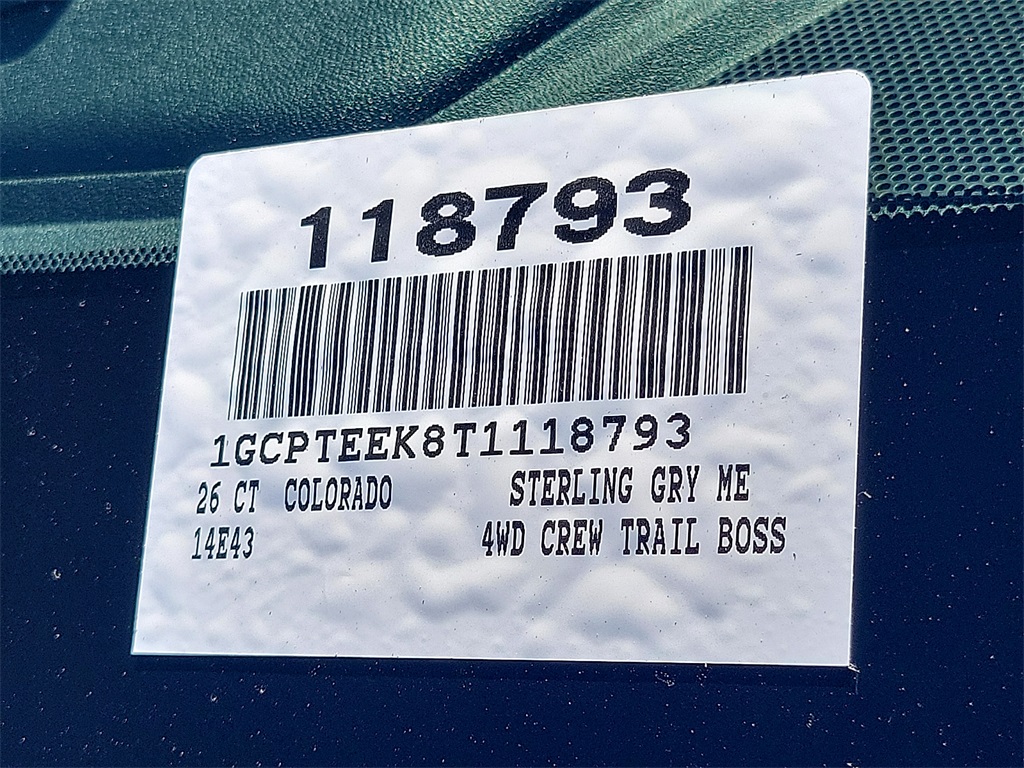 118793
1GCPTEEK8T1118793
26 CT COLORADO STERLING GRY ME
14E43 4WD CREW TRAIL BOSS